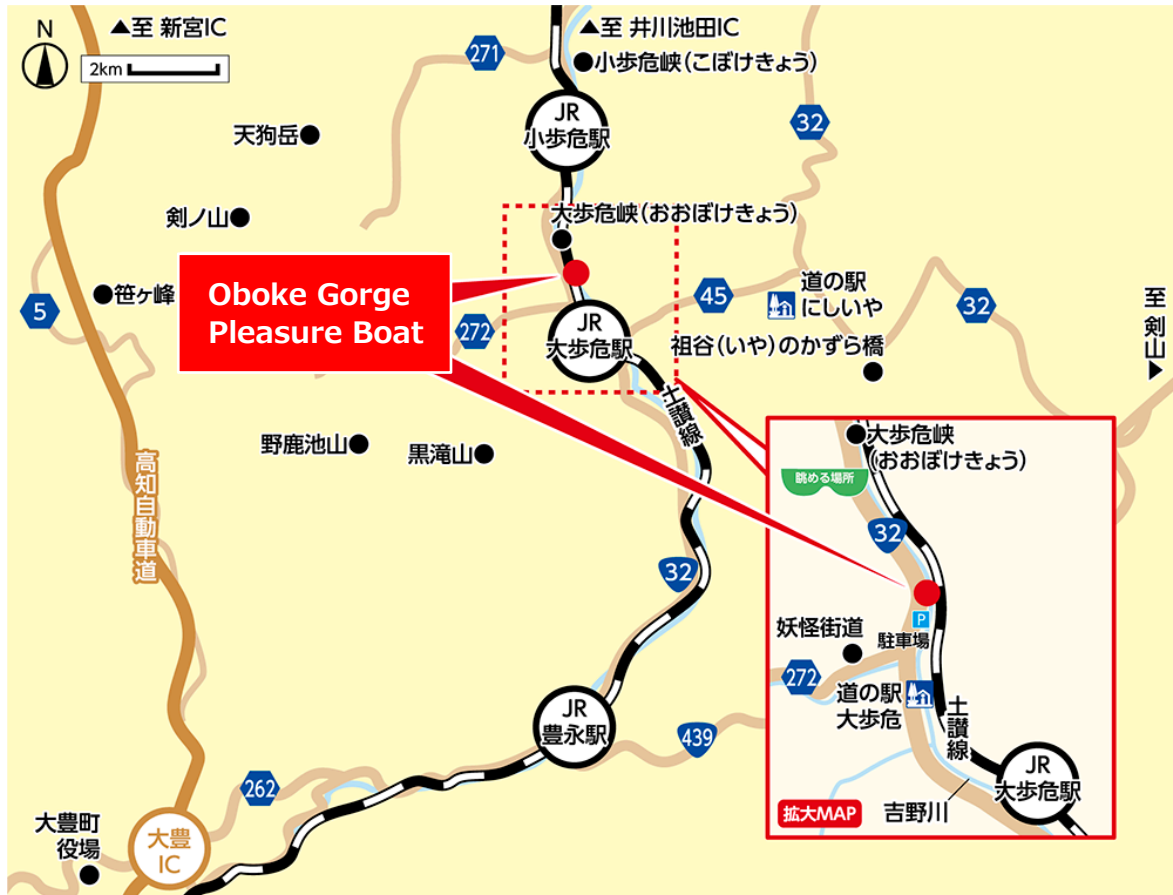 N
▲至 新宮IC
▲至 井川池田IC
2km
271
小歩危峡(こぼけきょう)
JR
小歩危駅
32
天狗岳
剣ノ山
大歩危峡(おおぼけきょう)
Oboke Gorge
Pleasure Boat
笹ヶ峰
5
272
45
道の駅
にしいや
32
至 剣山▼
JR
大歩危駅
祖谷(いや)のかずら橋
土讃線
野鹿池山
黒滝山
高知自動車道
32
大歩危峡
(おおぼけきょう)
眺める場所
32
P
駐車場
妖怪街道
272
道の駅
大歩危
土讃線
JR
大歩危駅
吉野川
拡大MAP
JR
豊永駅
439
262
大豊町
役場
大豊
IC